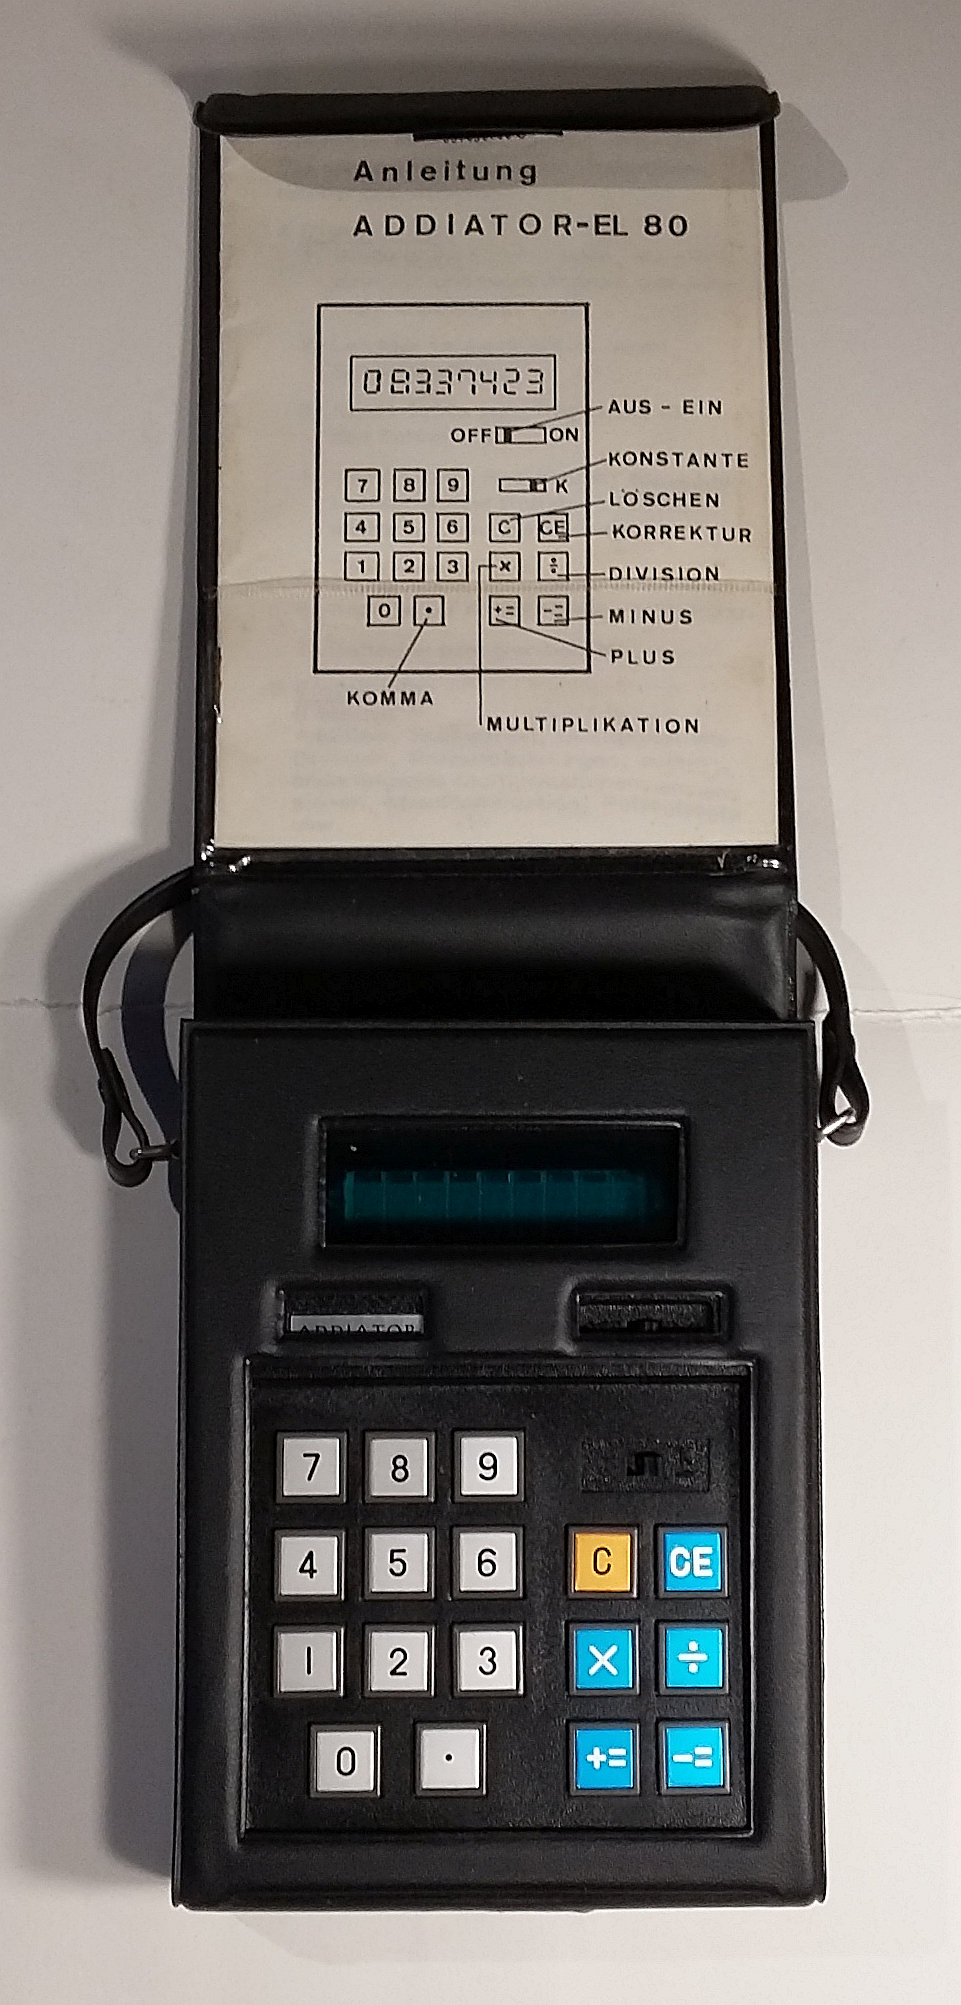 Anleitung
ADDIATOR-EL 80
08337423
AUS - EIN
OFF ON
KONSTANTE
7 8 9 K
LÖSCHEN
4 5 6 C CE
KORREKTUR
1 2 3 × ÷
DIVISION
0 . += -=
MINUS
PLUS
KOMMA
MULTIPLIKATION
ADDIATOR
7 8 9
4 5 6 C CE
1 2 3 × ÷
0 . += -=